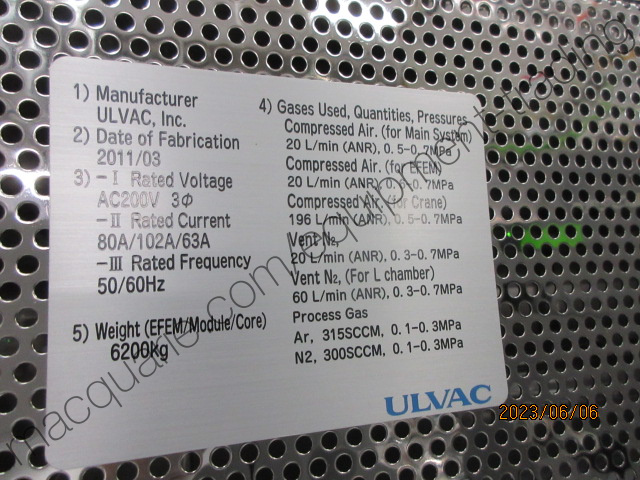 1) Manufacturer
ULVAC, Inc.
2) Date of Fabrication
2011/03
3) -I Rated Voltage
AC200V 3Φ
-II Rated Current
80A/102A/63A
-III Rated Frequency
50/60Hz
5) Weight (EFEM/Module/Core)
6200kg
4) Gases Used, Quantities, Pressures
Compressed Air. (for Main System)
20 L/min (ANR), 0.5-0.7MPa
Compressed Air. (for EFEM)
20 L/min (ANR), 0.5-0.7MPa
Compressed Air. (for Crane)
196 L/min (ANR), 0.5-0.7MPa
Vent N2,
20 L/min (ANR), 0.3-0.7MPa
Vent N2, (For L chamber)
60 L/min (ANR), 0.3-0.7MPa
Process Gas
Ar, 315SCCM, 0.1-0.3MPa
N2, 300SCCM, 0.1-0.3MPa
ULVAC
2023/06/06